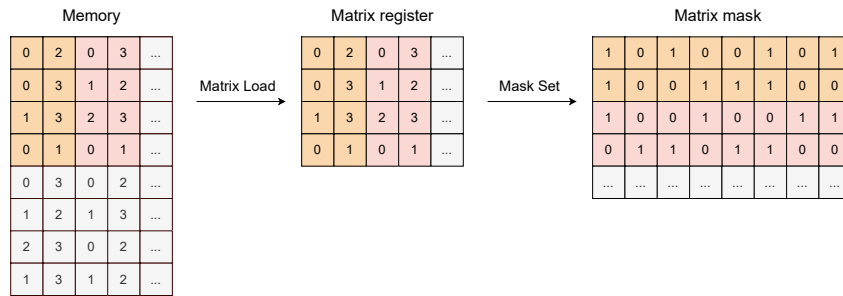 Memory Matrix register Matrix mask
0 2 0 3 ... 0 2 0 3 ... 1 0 1 0 0 1 0 1
0 3 1 2 ... Matrix Load 0 3 1 2 ... Mask Set 1 0 0 1 1 1 0 0
1 3 2 3 ... 1 3 2 3 ... 1 0 0 1 0 0 1 1
0 1 0 1 ... 0 1 0 1 ... 0 1 1 0 1 1 0 0
0 3 0 2 ... ... ... ... ... ... ... ... ...
1 2 1 3 ...
2 3 0 2 ...
1 3 1 2 ...